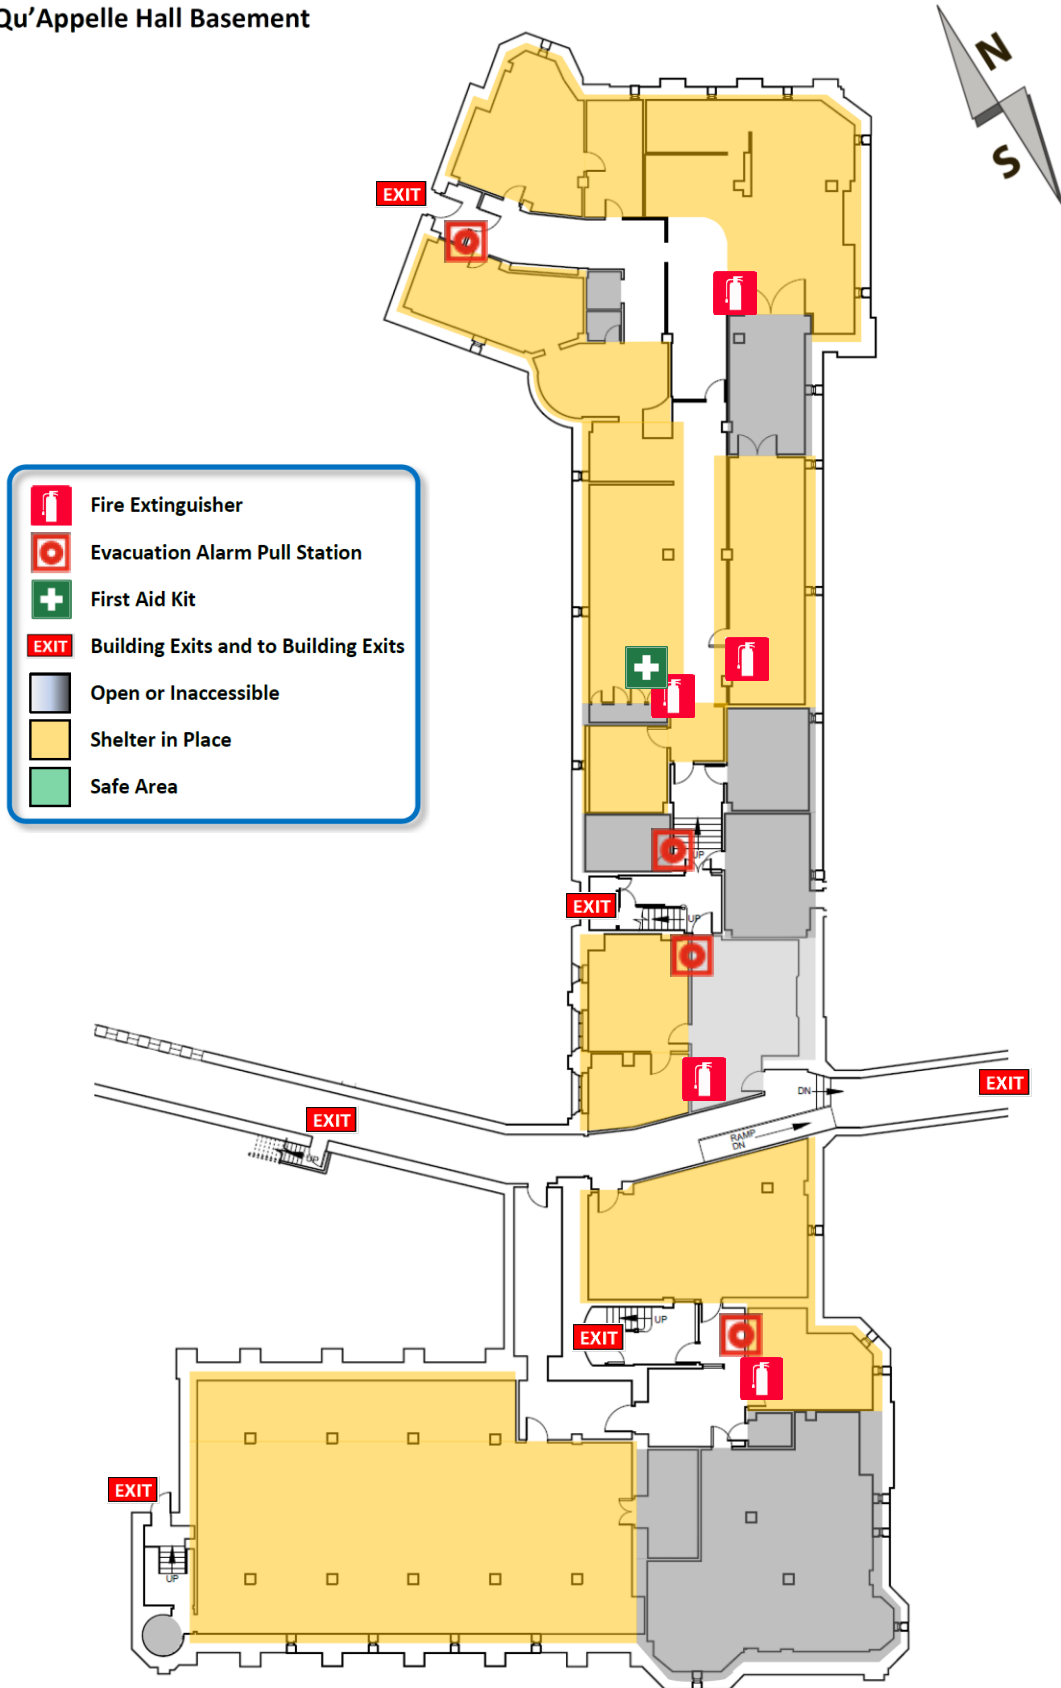 Qu'Appelle Hall Basement
N
S
EXIT
Fire Extinguisher
Evacuation Alarm Pull Station
First Aid Kit
EXIT Building Exits and to Building Exits
Open or Inaccessible
Shelter in Place
Safe Area
UP
EXIT
UP
EXIT
DN
EXIT
RAMP
DN
UP
UP
EXIT
EXIT
UP